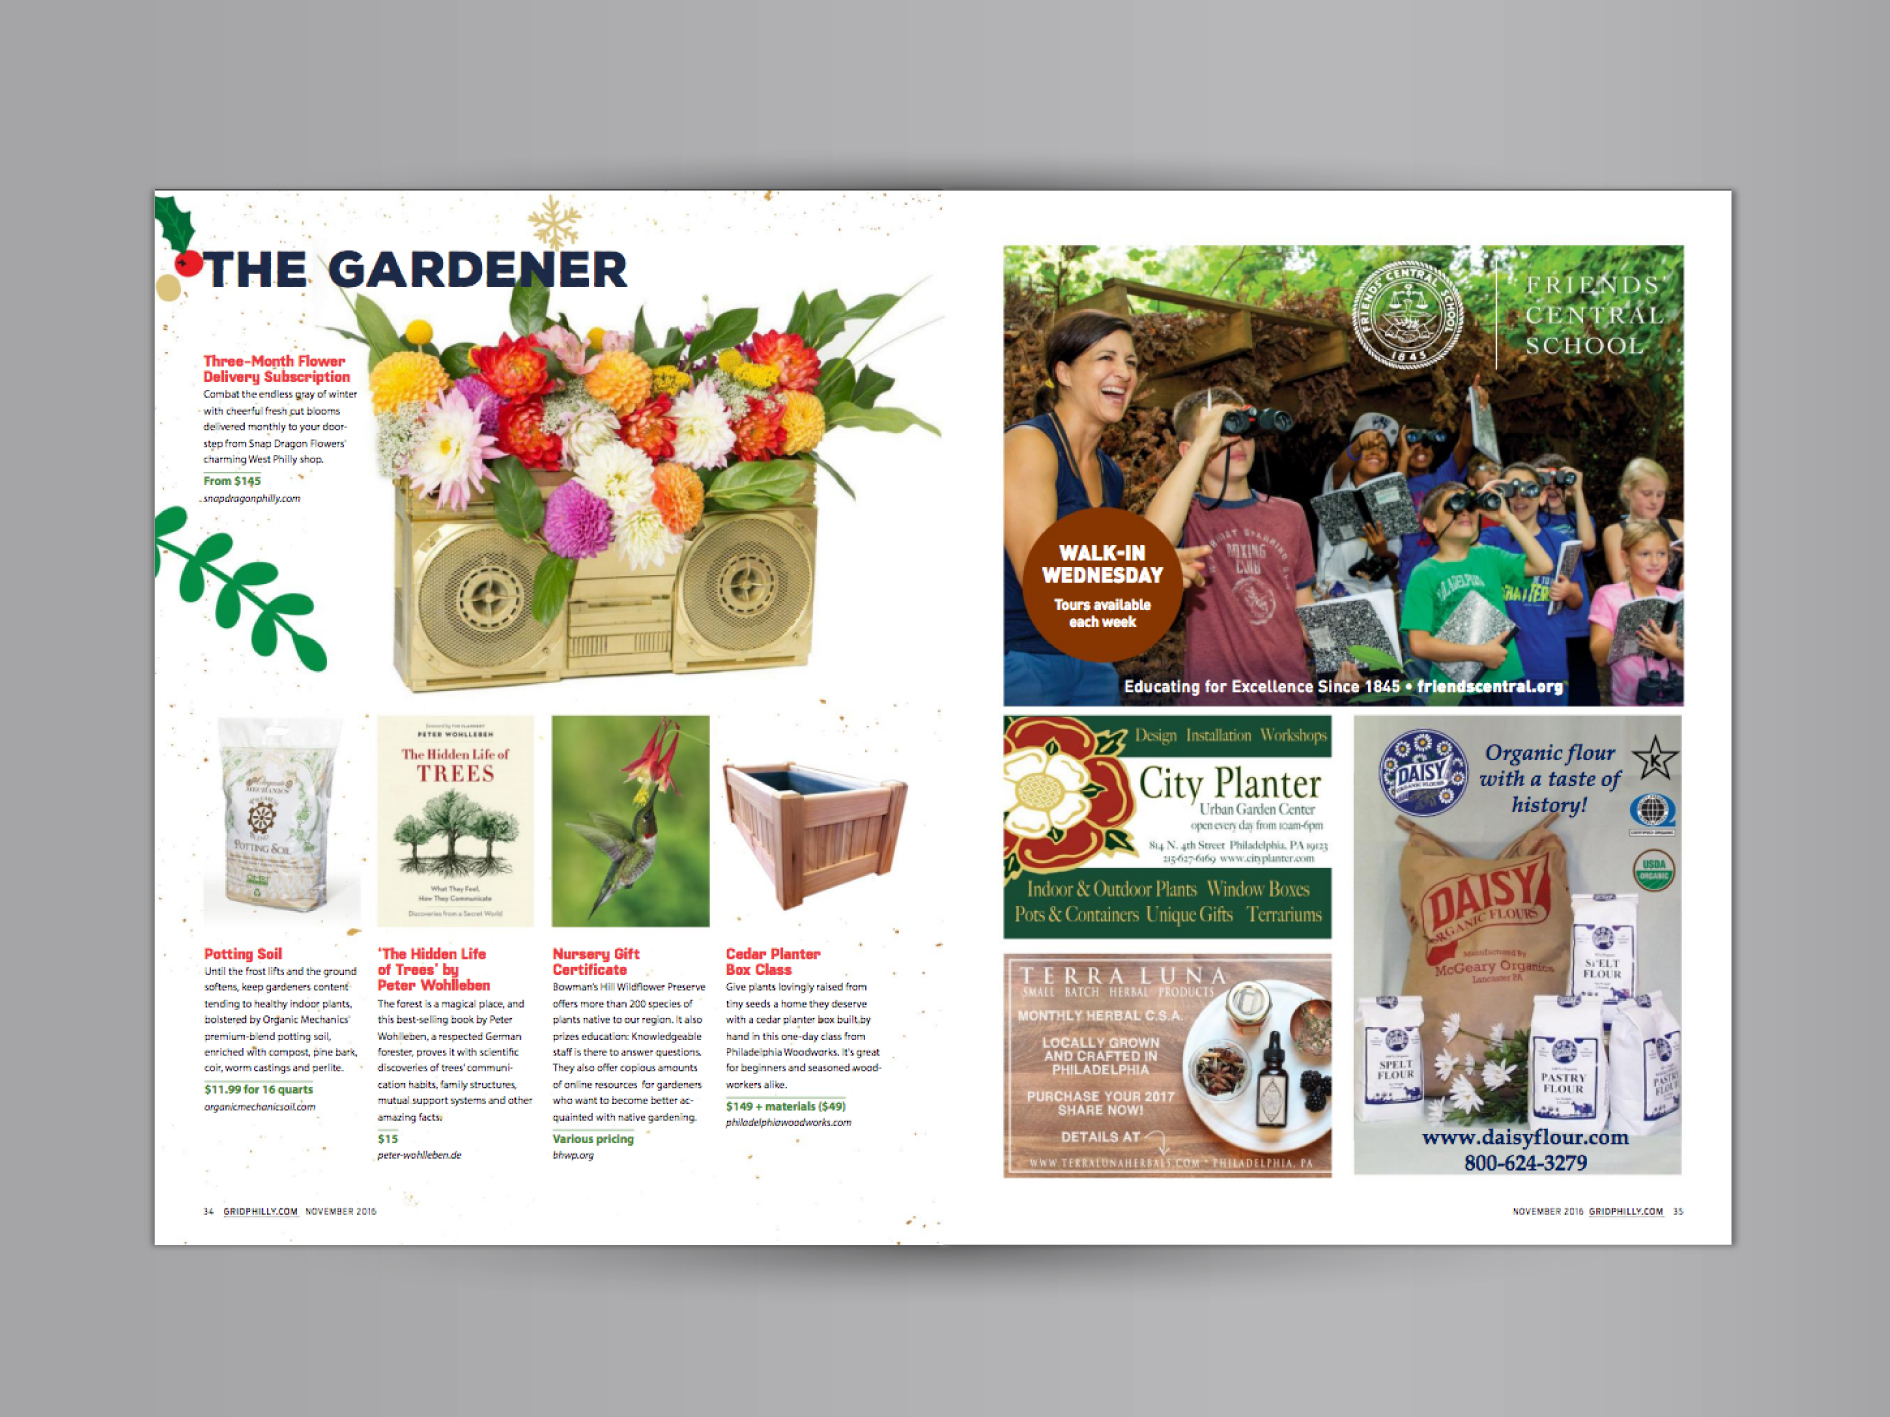 THE GARDENER
Three-Month Flower
Delivery Subscription
Combat the endless gray of winter
with cheerful fresh cut blooms
delivered monthly to your door-
step from Snap Dragon Flowers'
charming West Philly shop.
From $145
snapdragonphilly.com
Organic
MECHANICS
POTTING SOIL
PETER WOHLLEBEN
The Hidden Life of
TREES
What They Feel,
How They Communicate
Discoveries from a Secret World
Potting Soil
Until the frost lifts and the ground
softens, keep gardeners content
tending to healthy indoor plants,
bolstered by Organic Mechanics'
premium-blend potting soil,
enriched with compost, pine bark,
coir, worm castings and perlite.
$11.99 for 16 quarts
organicmechanicsoil.com
'The Hidden Life
of Trees' by
Peter Wohlleben
The forest is a magical place, and
this best-selling book by Peter
Wohlleben, a respected German
forester, proves it with scientific
discoveries of trees' communi-
cation habits, family structures,
mutual support systems and other
amazing facts.
$15
peter-wohlleben.de
Nursery Gift
Certificate
Bowman's Hill Wildflower Preserve
offers more than 200 species of
plants native to our region. It also
prizes education: Knowledgeable
staff is there to answer questions.
They also offer copious amounts
of online resources for gardeners
who want to become better ac-
quainted with native gardening.
Various pricing
bhwp.org
Cedar Planter
Box Class
Give plants lovingly raised from
tiny seeds a home they deserve
with a cedar planter box built by
hand in this one-day class from
Philadelphia Woodworks. It's great
for beginners and seasoned wood-
workers alike.
$149 + materials ($49)
philadelphiawoodworks.com
34 GRIDPHILLY.COM NOVEMBER 2016
FRIENDS' CENTRAL SCHOOL
1845
FRIENDS'
CENTRAL
SCHOOL
WALK-IN
WEDNESDAY
Tours available
each week
Educating for Excellence Since 1845 • friendscentral.org
Design Installation Workshops
City Planter
Urban Garden Center
open every day from 10am-6pm
814 N. 4th Street Philadelphia, PA 19123
215-627-6169 www.cityplanter.com
Indoor & Outdoor Plants Window Boxes
Pots & Containers Unique Gifts Terrariums
TERRA LUNA
SMALL BATCH HERBAL PRODUCTS
MONTHLY HERBAL C.S.A.
LOCALLY GROWN
AND CRAFTED IN
PHILADELPHIA
PURCHASE YOUR 2017
SHARE NOW!
DETAILS AT
WWW.TERRALUNAHERBALS.COM * PHILADELPHIA, PA
DAISY
ORGANIC FLOURS
Organic flour
with a taste of
history!
K
USDA
ORGANIC
DAISY
ORGANIC FLOURS
Manufactured By
McGeary Organics
Lancaster PA
SPELT
FLOUR
SPELT
FLOUR
PASTRY
FLOUR
PASTRY
FLOUR
www.daisyflour.com
800-624-3279
NOVEMBER 2016 GRIDPHILLY.COM 35